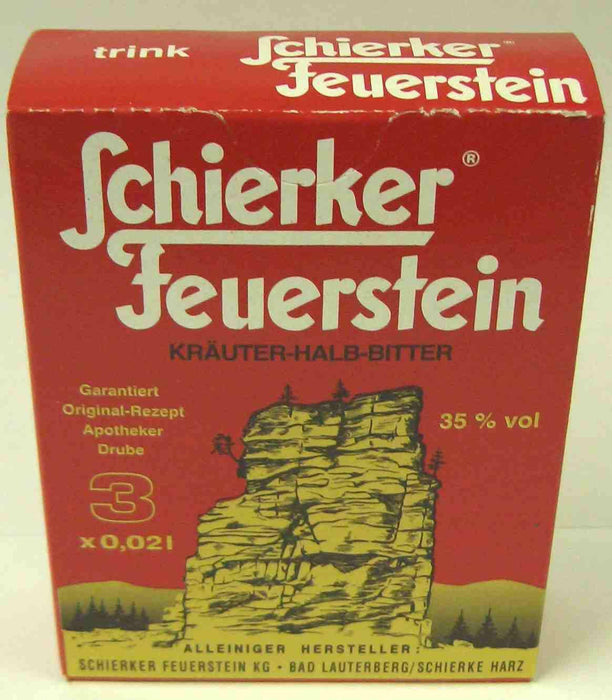 trink Schierker
Feuerstein
Schierker®
Feuerstein
KRÄUTER-HALB-BITTER
Garantiert
Original-Rezept
Apotheker
Drube
35 % vol
3
x 0,02 l
ALLEINIGER HERSTELLER:
SCHIERKER FEUERSTEIN KG · BAD LAUTERBERG/SCHIERKE HARZ